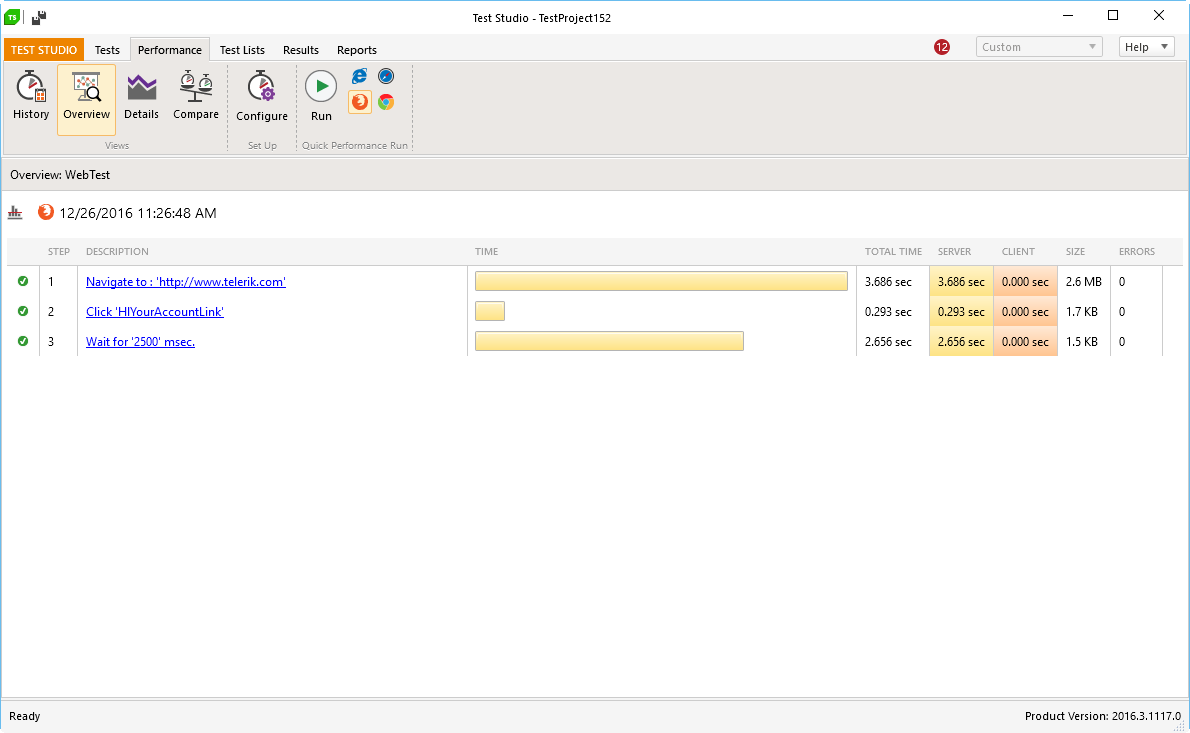 TS
Test Studio - TestProject152
TEST STUDIO Tests Performance Test Lists Results Reports 12 Custom Help
History Overview Details Compare Configure Run
Views Set Up Quick Performance Run
Overview: WebTest
12/26/2016 11:26:48 AM
STEP DESCRIPTION TIME TOTAL TIME SERVER CLIENT SIZE ERRORS
1 Navigate to : 'http://www.telerik.com' 3.686 sec 3.686 sec 0.000 sec 2.6 MB 0
2 Click 'HlYourAccountLink' 0.293 sec 0.293 sec 0.000 sec 1.7 KB 0
3 Wait for '2500' msec. 2.656 sec 2.656 sec 0.000 sec 1.5 KB 0
Ready Product Version: 2016.3.1117.0